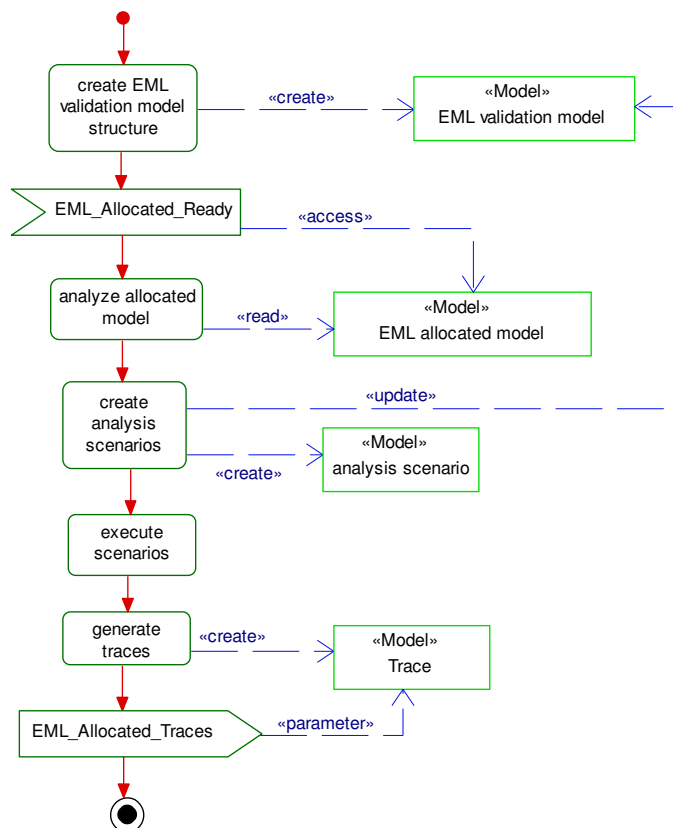 create EML
validation model
structure
«create»
«Model»
EML validation model
EML_Allocated_Ready
«access»
analyze allocated
model
«read»
«Model»
EML allocated model
create
analysis
scenarios
«update»
«create»
«Model»
analysis scenario
execute
scenarios
generate
traces
«create»
«Model»
Trace
EML_Allocated_Traces
«parameter»